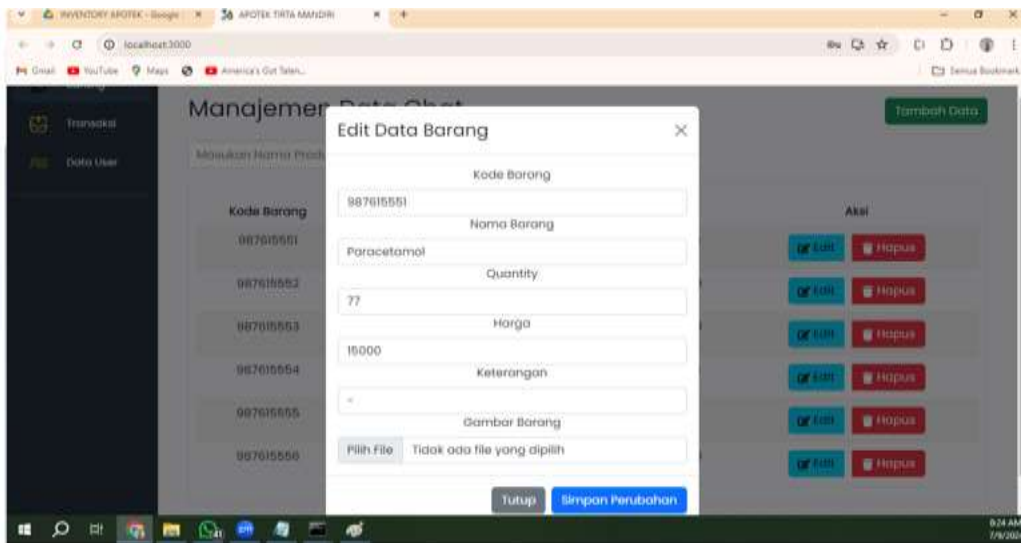 INVENTORY APOTEK - Google
APOTEK TIRTA MANDIRI
localhost:3000
Gmail YouTube Maps America's Got Talen... Semua Bookmark
Manajemen Data Obat
Tambah Data
Transaksi
Data User
Masukan Nama Produ
Edit Data Barang
Kode Barang
987615551
Nama Barang
Paracetamol
Quantity
77
Harga
15000
Keterangan
-
Gambar Barang
Pilih File Tidak ada file yang dipilih
Tutup Simpan Perubahan
Kode Barang Aksi
987615551 Edit Hapus
987615552 Edit Hapus
987615553 Edit Hapus
987615554 Edit Hapus
987615555 Edit Hapus
987615556 Edit Hapus
9:24 AM